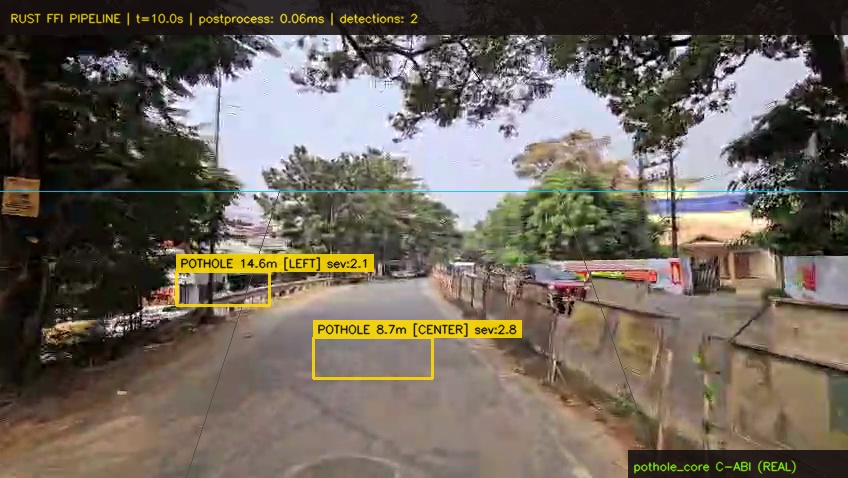 RUST FFI PIPELINE | t=10.0s | postprocess: 0.06ms | detections: 2
POTHOLE 14.6m [LEFT] sev:2.1
POTHOLE 8.7m [CENTER] sev:2.8
pothole_core C-ABI (REAL)